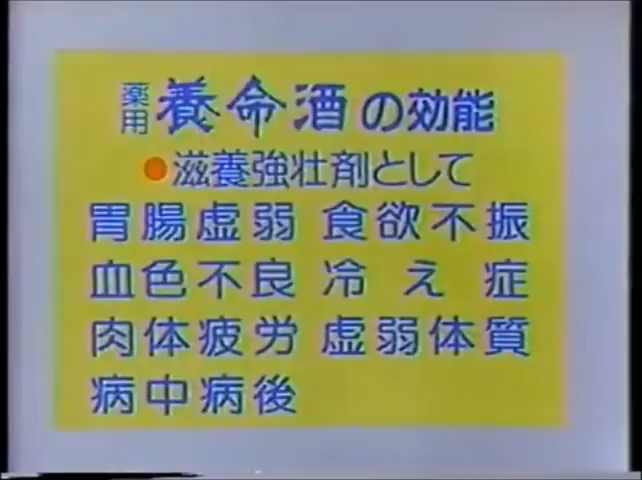 薬用養命酒の効能
●滋養強壮剤として
胃腸虚弱 食欲不振
血色不良 冷え症
肉体疲労 虚弱体質
病中病後